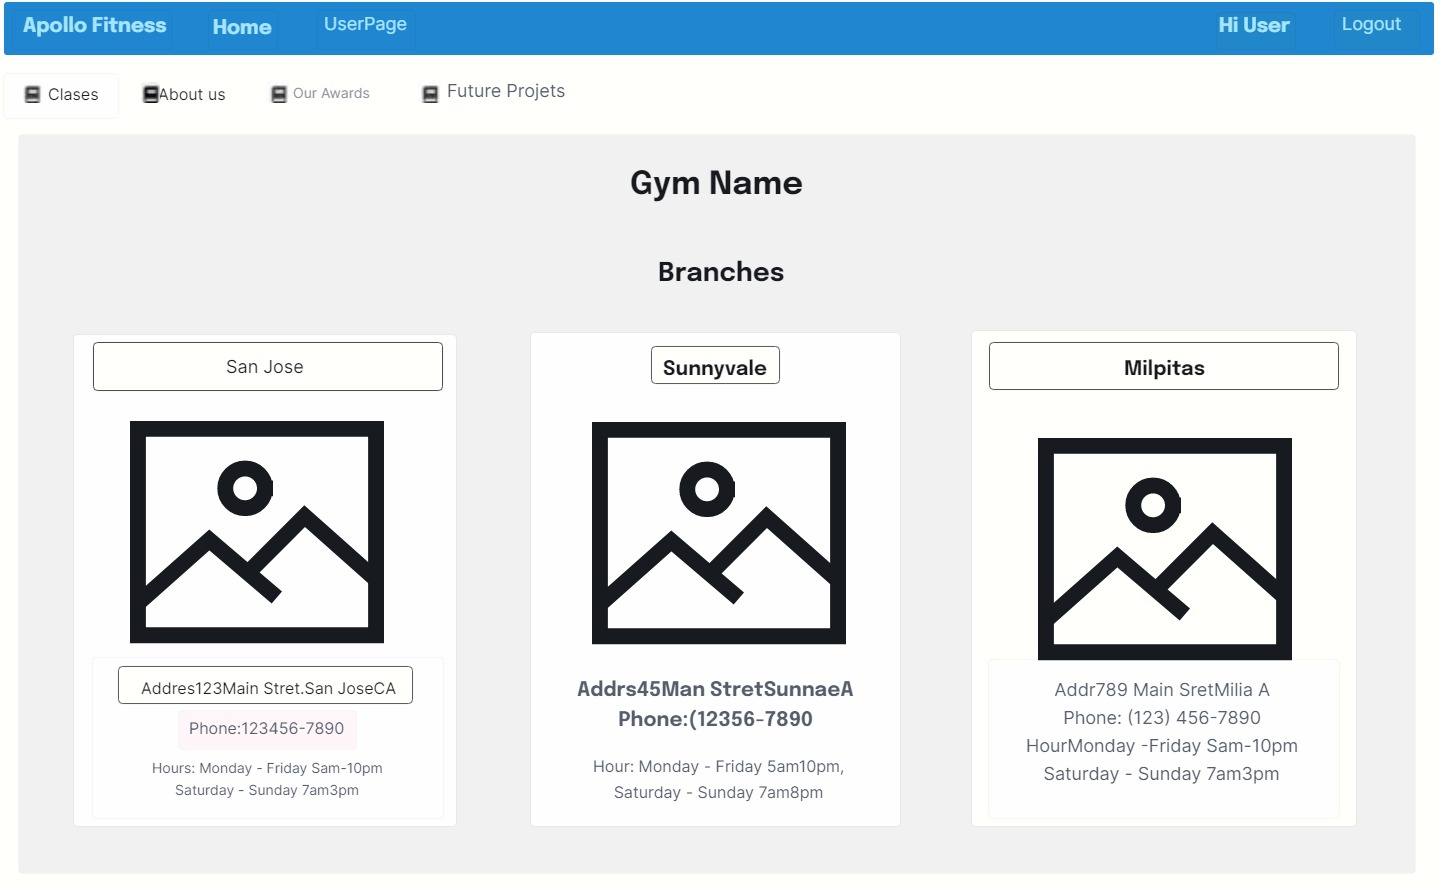 Apollo Fitness Home UserPage Hi User Logout
Clases About us Our Awards Future Projets
Gym Name
Branches
San Jose
Addres123Main Stret.San JoseCA
Phone:123456-7890
Hours: Monday - Friday Sam-10pm
Saturday - Sunday 7am3pm
Sunnyvale
Addrs45Man StretSunnaeA
Phone:(12356-7890
Hour: Monday - Friday 5am10pm,
Saturday - Sunday 7am8pm
Milpitas
Addr789 Main SretMilia A
Phone: (123) 456-7890
HourMonday -Friday Sam-10pm
Saturday - Sunday 7am3pm